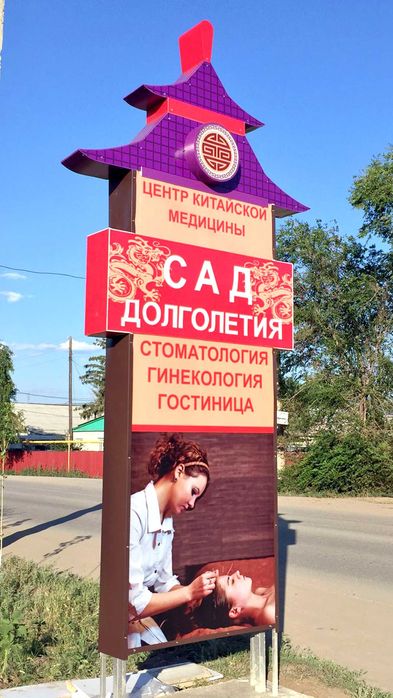 ЦЕНТР КИТАЙСКОЙ
МЕДИЦИНЫ
САД
ДОЛГОЛЕТИЯ
СТОМАТОЛОГИЯ
ГИНЕКОЛОГИЯ
ГОСТИНИЦА